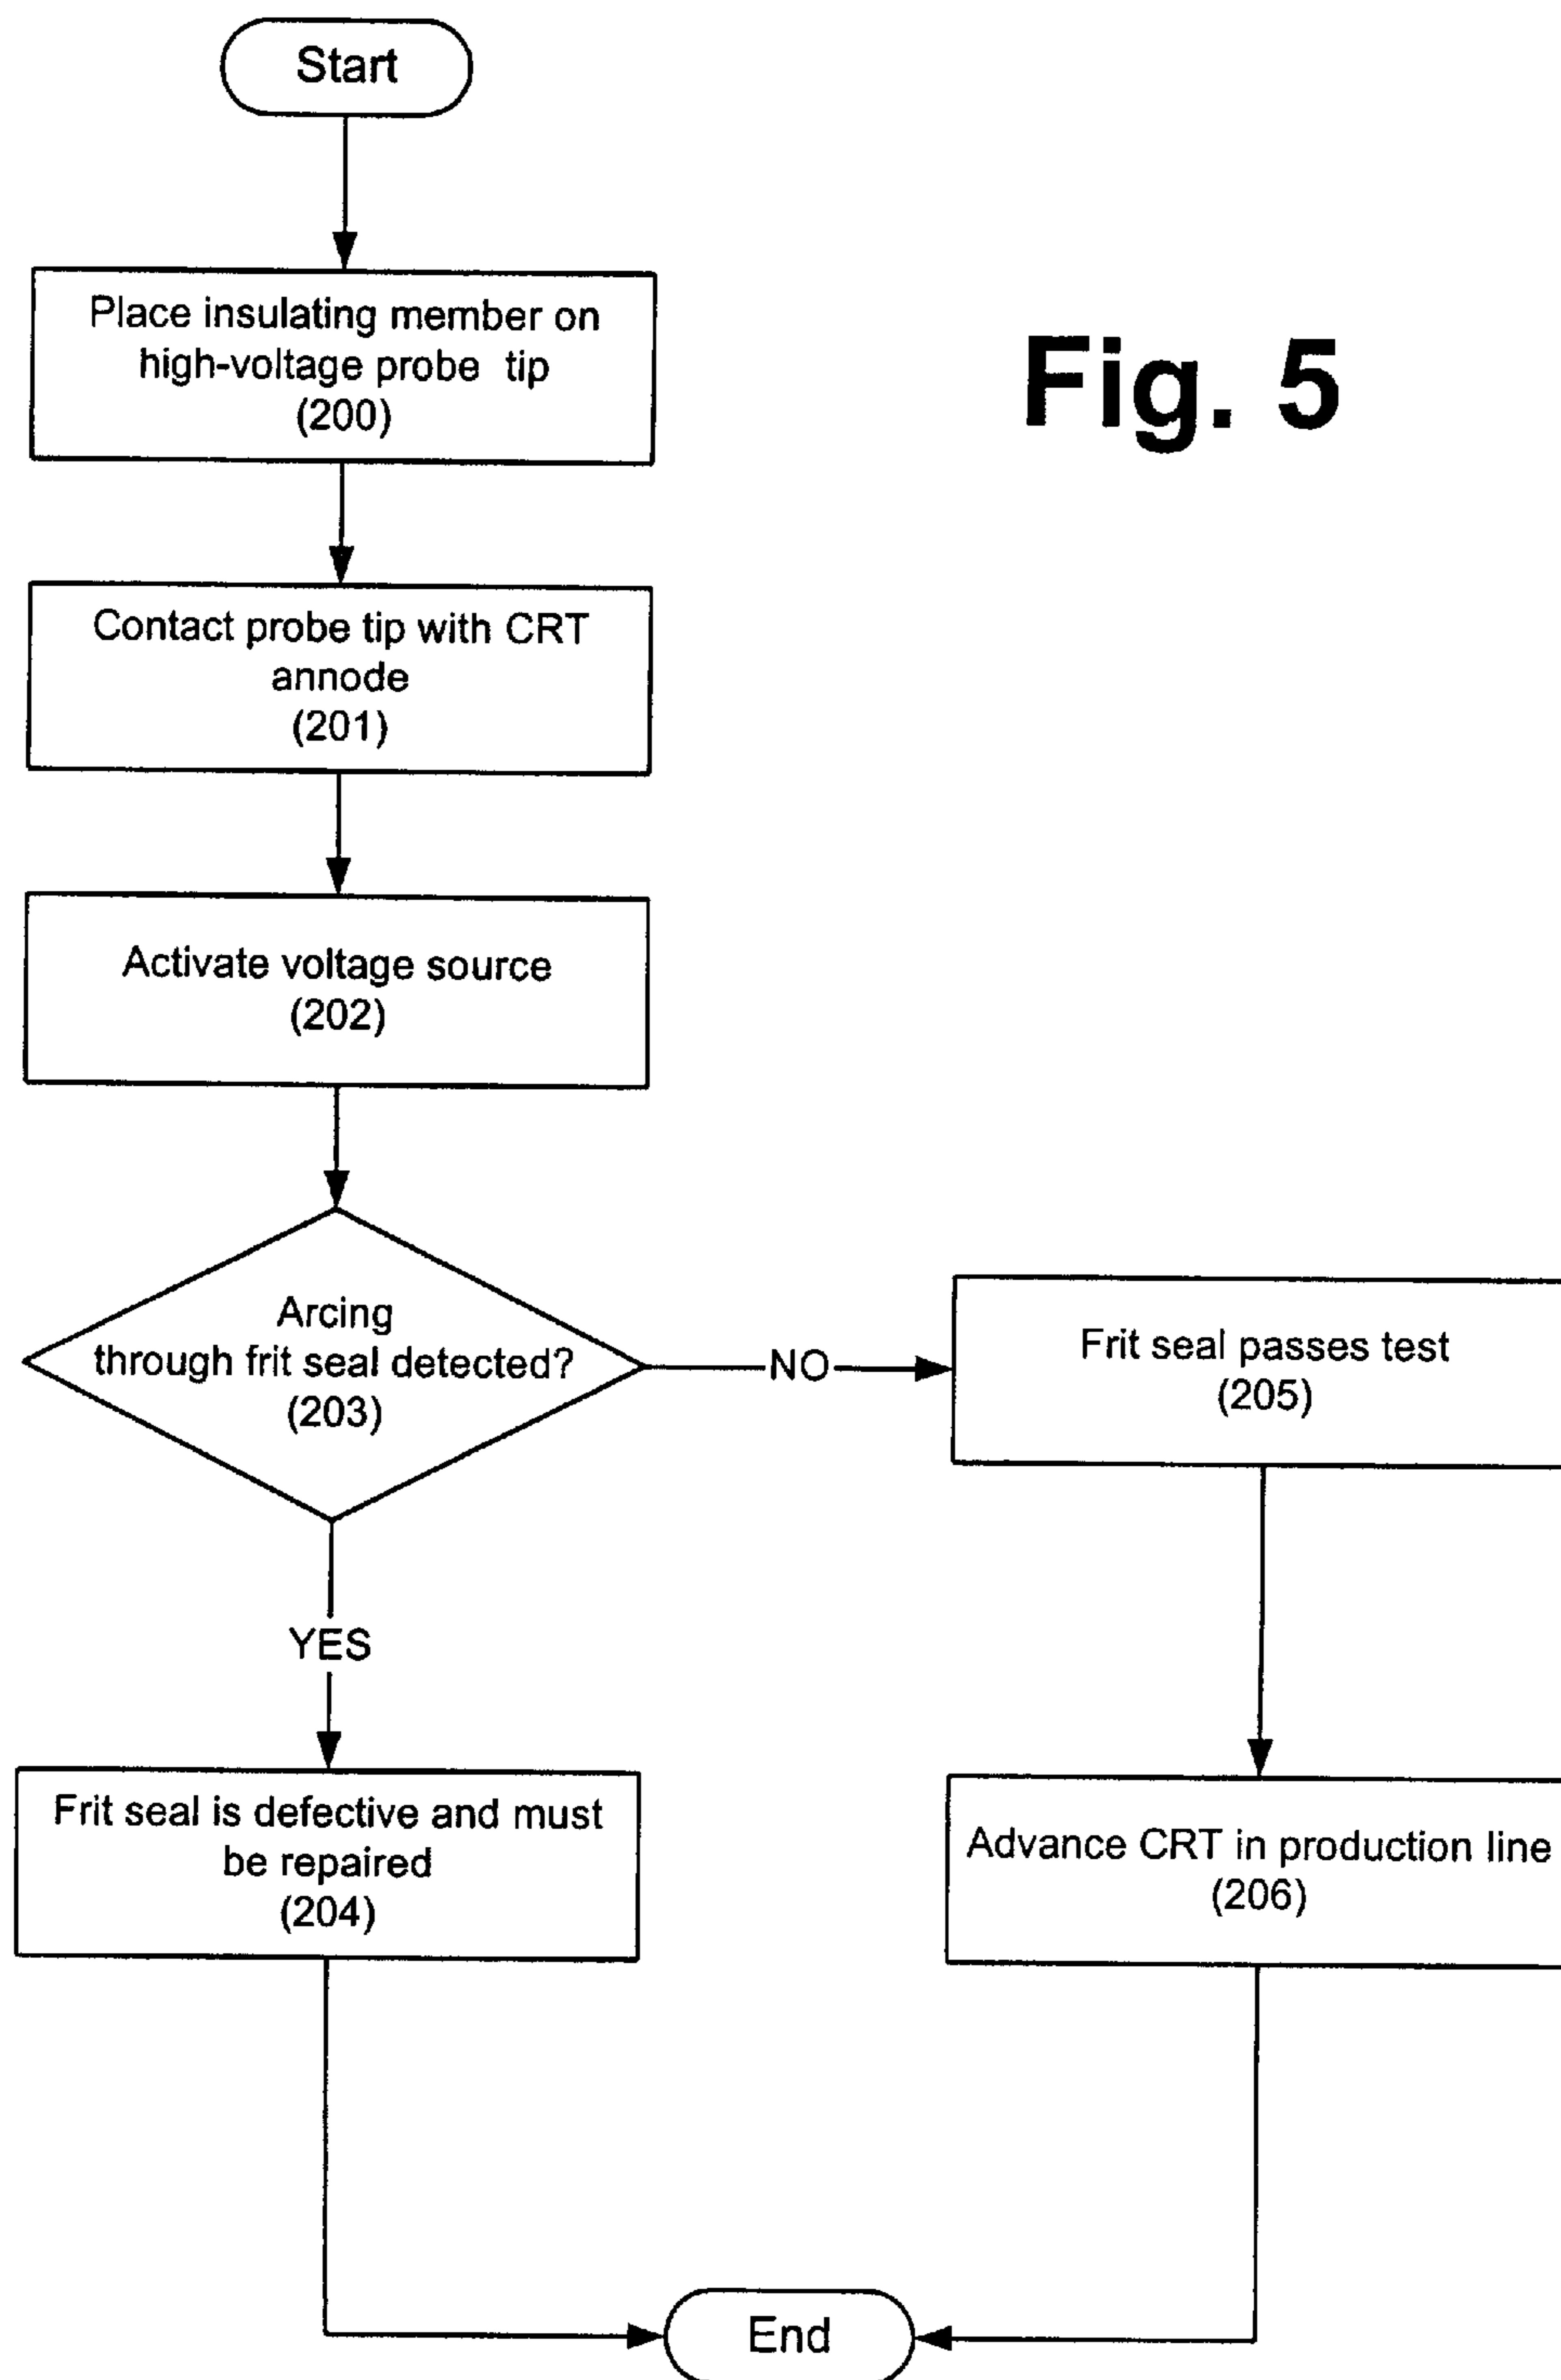 Start
Place insulating member on
high-voltage probe tip
(200)
Fig. 5
Contact probe tip with CRT
annode
(201)
Activate voltage source
(202)
Arcing
through frit seal detected?
(203)
NO
Frit seal passes test
(205)
YES
Frit seal is defective and must
be repaired
(204)
Advance CRT in production line
(206)
End